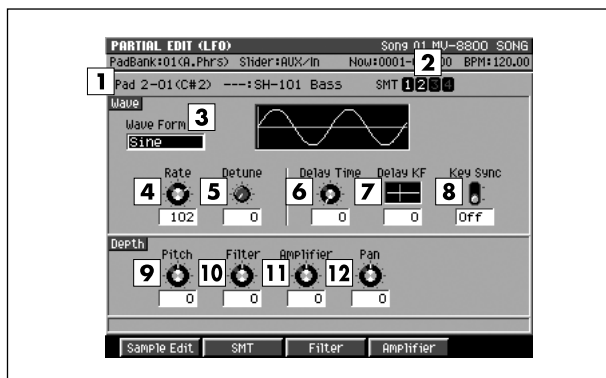 PARTIAL EDIT (LFO) Song 01 MV-8800 SONG
PadBank:01(A.Phrs) Slider:AUX/In Now:0001- 00 BPM:120.00
1 Pad 2-01(C#2) ---:SH-101 Bass SMT 1 2 3 4 2
Wave
Wave Form 3
Sine
Rate Detune Delay Time Delay KF Key Sync
4 5 6 7 8
102 0 0 0 Off
Depth
Pitch Filter Amplifier Pan
9 10 11 12
0 0 0 0
Sample Edit SMT Filter Amplifier